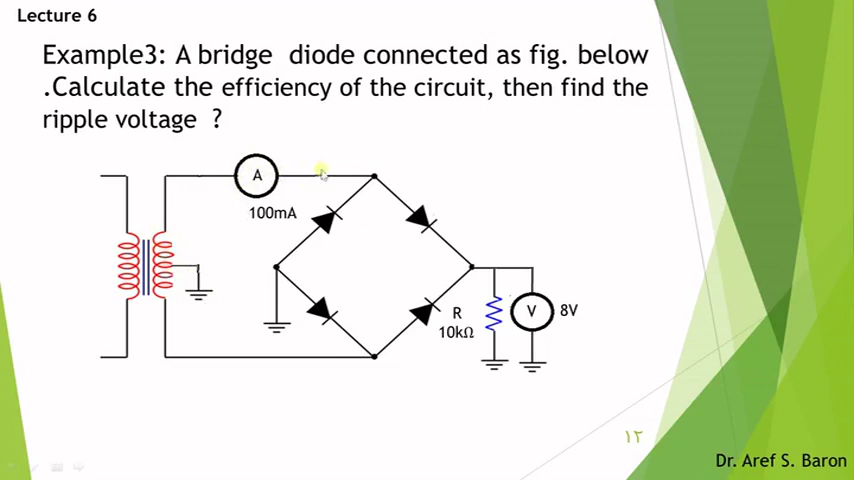 Lecture 6
Example3: A bridge diode connected as fig. below
.Calculate the efficiency of the circuit, then find the
ripple voltage ?
A
100mA
R
10kΩ
V
8V
١٢
Dr. Aref S. Baron